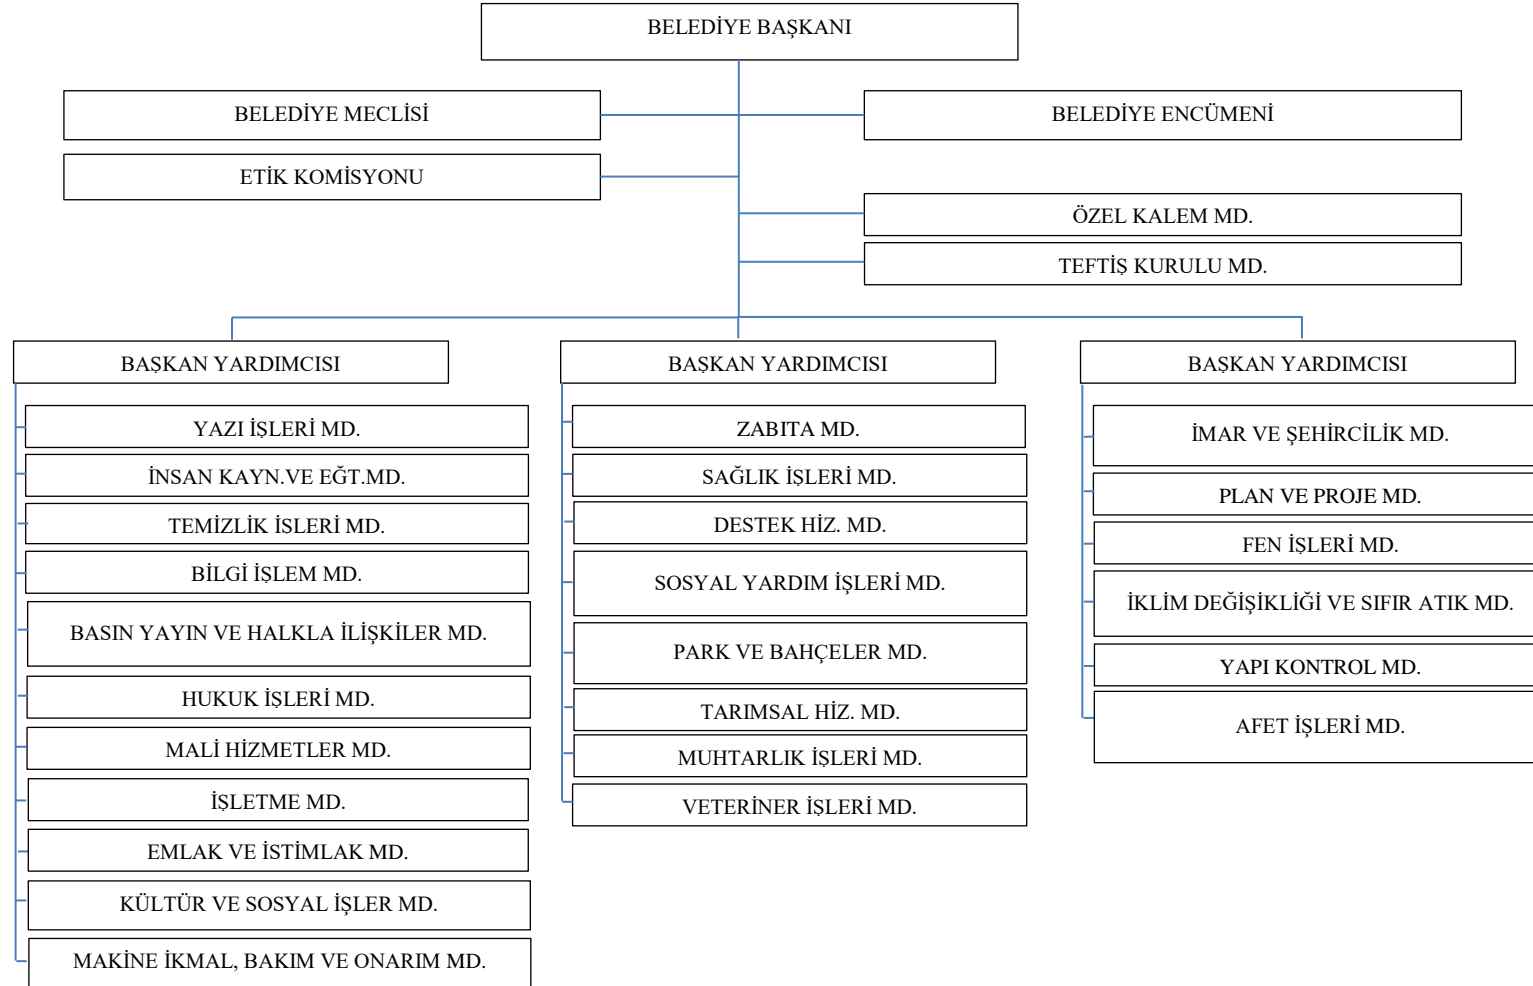 BELEDİYE BAŞKANI
BELEDİYE MECLİSİ
BELEDİYE ENCÜMENİ
ETİK KOMİSYONU
ÖZEL KALEM MD.
TEFTİŞ KURULU MD.
BAŞKAN YARDIMCISI
YAZI İŞLERİ MD.
İNSAN KAYN.VE EĞT.MD.
TEMİZLİK İŞLERİ MD.
BİLGİ İŞLEM MD.
BASIN YAYIN VE HALKLA İLİŞKİLER MD.
HUKUK İŞLERİ MD.
MALİ HİZMETLER MD.
İŞLETME MD.
EMLAK VE İSTİMLAK MD.
KÜLTÜR VE SOSYAL İŞLER MD.
MAKİNE İKMAL, BAKIM VE ONARIM MD.
BAŞKAN YARDIMCISI
ZABITA MD.
SAĞLIK İŞLERİ MD.
DESTEK HİZ. MD.
SOSYAL YARDIM İŞLERİ MD.
PARK VE BAHÇELER MD.
TARIMSAL HİZ. MD.
MUHTARLIK İŞLERİ MD.
VETERİNER İŞLERİ MD.
BAŞKAN YARDIMCISI
İMAR VE ŞEHİRCİLİK MD.
PLAN VE PROJE MD.
FEN İŞLERİ MD.
İKLİM DEĞİŞİKLİĞİ VE SIFIR ATIK MD.
YAPI KONTROL MD.
AFET İŞLERİ MD.